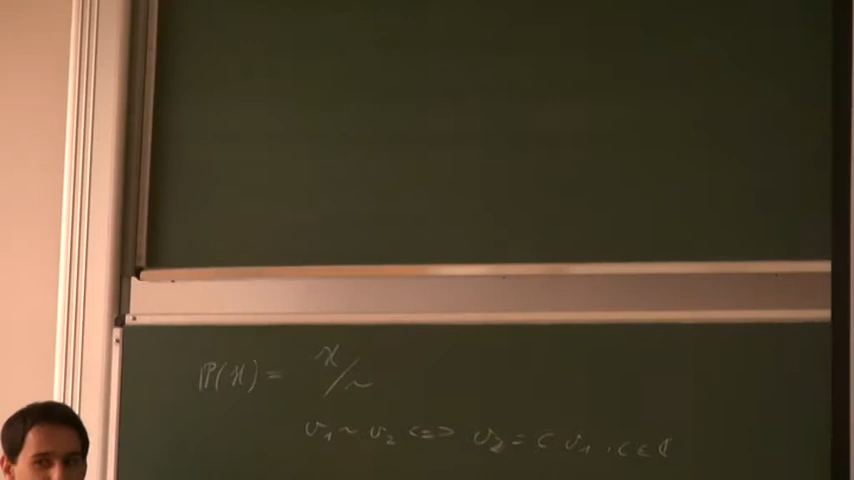 ℙ(ℋ) = ℋ/~
v₁ ~ v₂ <=> v₂ = c v₁, c ∈ ℂ